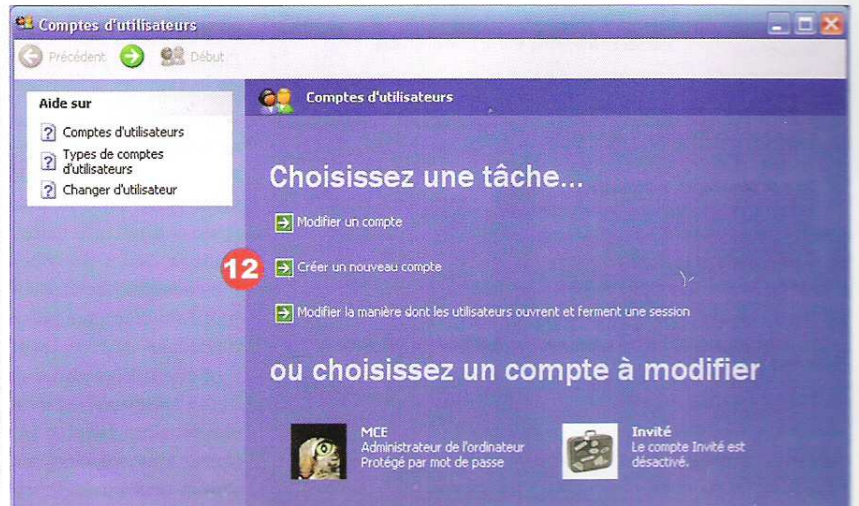 Comptes d'utilisateurs
Précédent
Début
Aide sur
Comptes d'utilisateurs
Types de comptes
d'utilisateurs
Changer d'utilisateur
Comptes d'utilisateurs
Choisissez une tâche...
Modifier un compte
12
Créer un nouveau compte
Modifier la manière dont les utilisateurs ouvrent et ferment une session
ou choisissez un compte à modifier
MCE
Administrateur de l'ordinateur
Protégé par mot de passe
Invité
Le compte Invité est
désactivé.